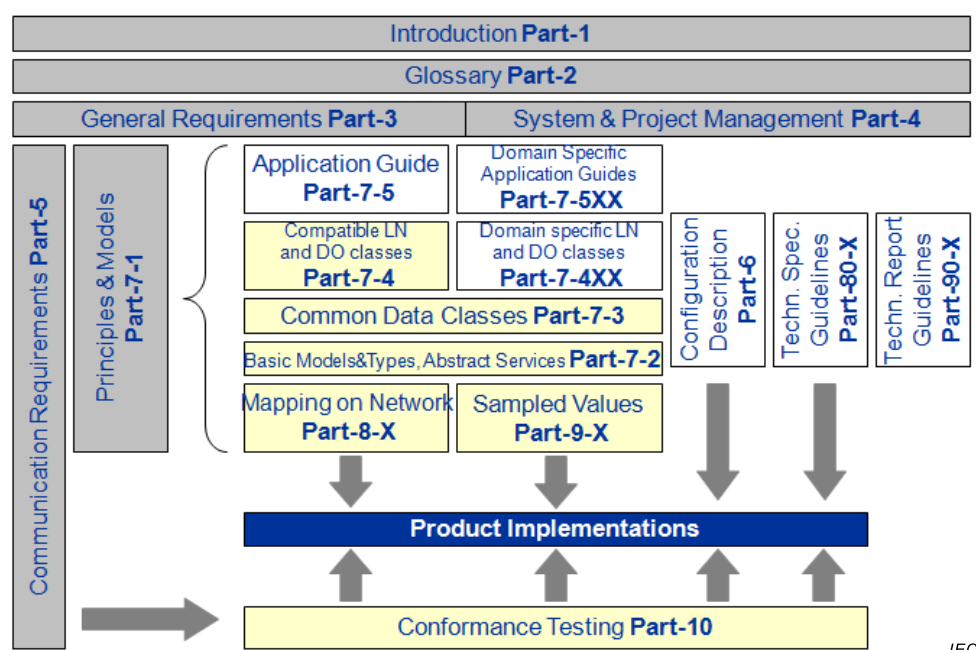 Introduction Part-1
Glossary Part-2
General Requirements Part-3
System & Project Management Part-4
Communication Requirements Part-5
Principles & Models
Part-7-1
Application Guide
Part-7-5
Domain Specific
Application Guides
Part-7-5XX
Compatible LN
and DO classes
Part-7-4
Domain specific LN
and DO classes
Part-7-4XX
Common Data Classes Part-7-3
Basic Models&Types, Abstract Services Part-7-2
Mapping on Network
Part-8-X
Sampled Values
Part-9-X
Configuration
Description
Part-6
Techn. Spec.
Guidelines
Part-80-X
Techn. Report
Guidelines
Part-90-X
Product Implementations
Conformance Testing Part-10
IEC